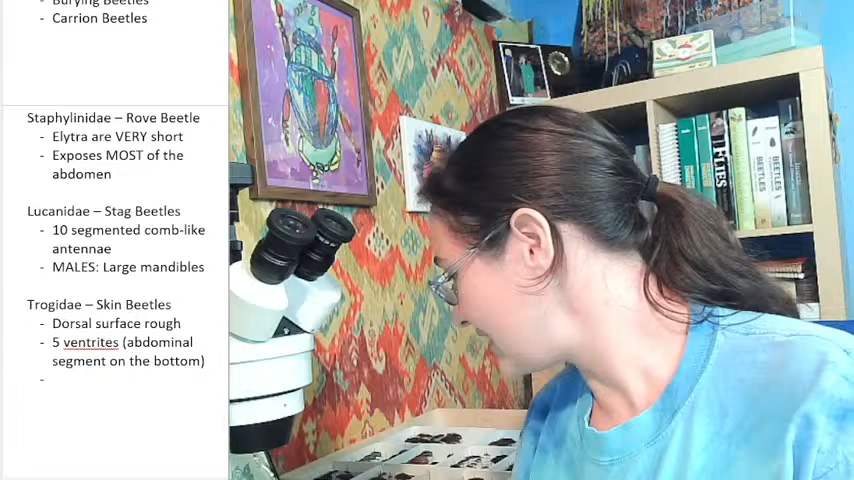 Burying Beetles
- Carrion Beetles
Staphylinidae – Rove Beetle
- Elytra are VERY short
- Exposes MOST of the
abdomen
Lucanidae – Stag Beetles
- 10 segmented comb-like
antennae
- MALES: Large mandibles
Trogidae – Skin Beetles
- Dorsal surface rough
- 5 ventrites (abdominal
segment on the bottom)
-
FLIES
BEETLES
BEETLES